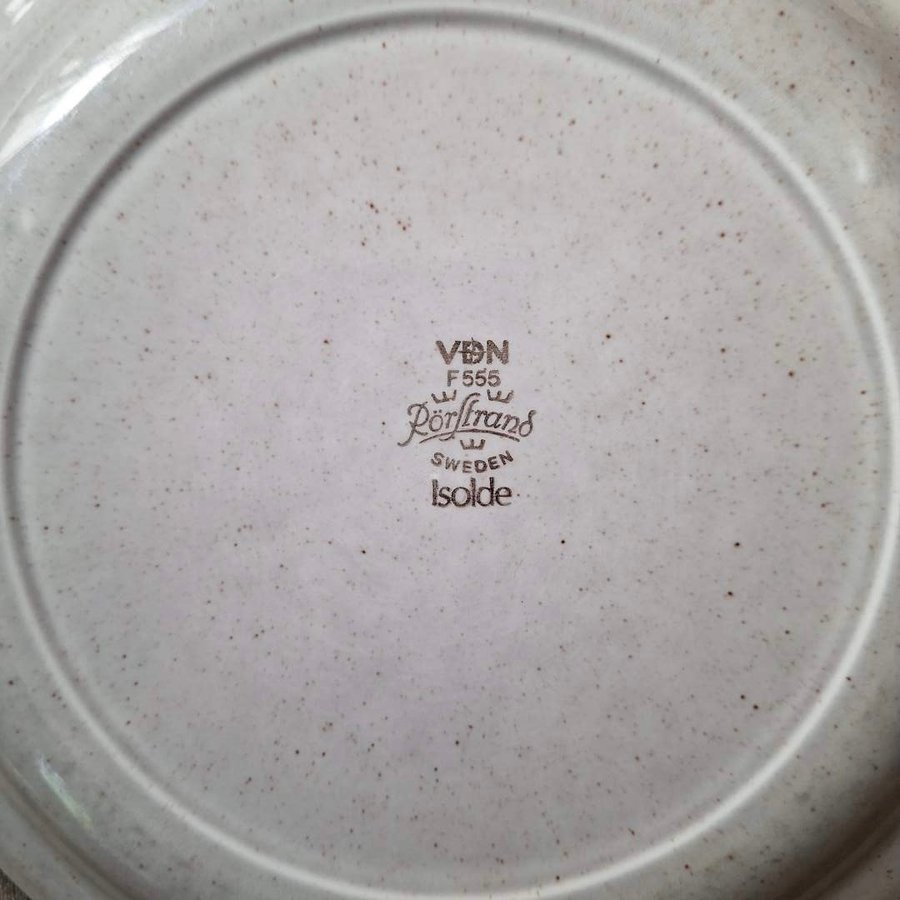 VDN
F555
Rörstrand
SWEDEN
Isolde